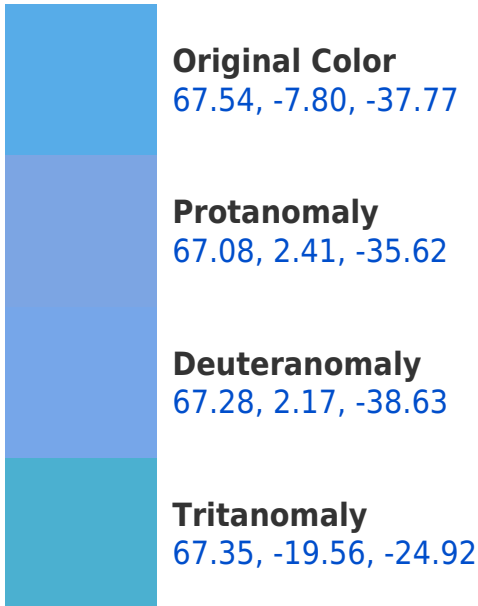 Original Color
67.54, -7.80, -37.77
Protanomaly
67.08, 2.41, -35.62
Deuteranomaly
67.28, 2.17, -38.63
Tritanomaly
67.35, -19.56, -24.92